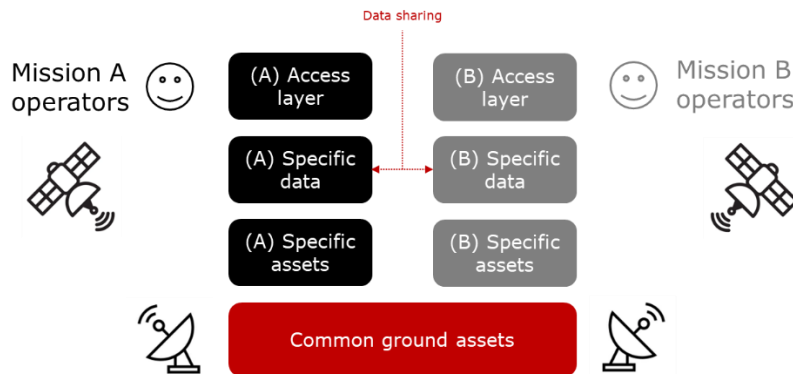 Data sharing
Mission A
operators
(A) Access
layer
(B) Access
layer
Mission B
operators
(A) Specific
data
(B) Specific
data
(A) Specific
assets
(B) Specific
assets
Common ground assets